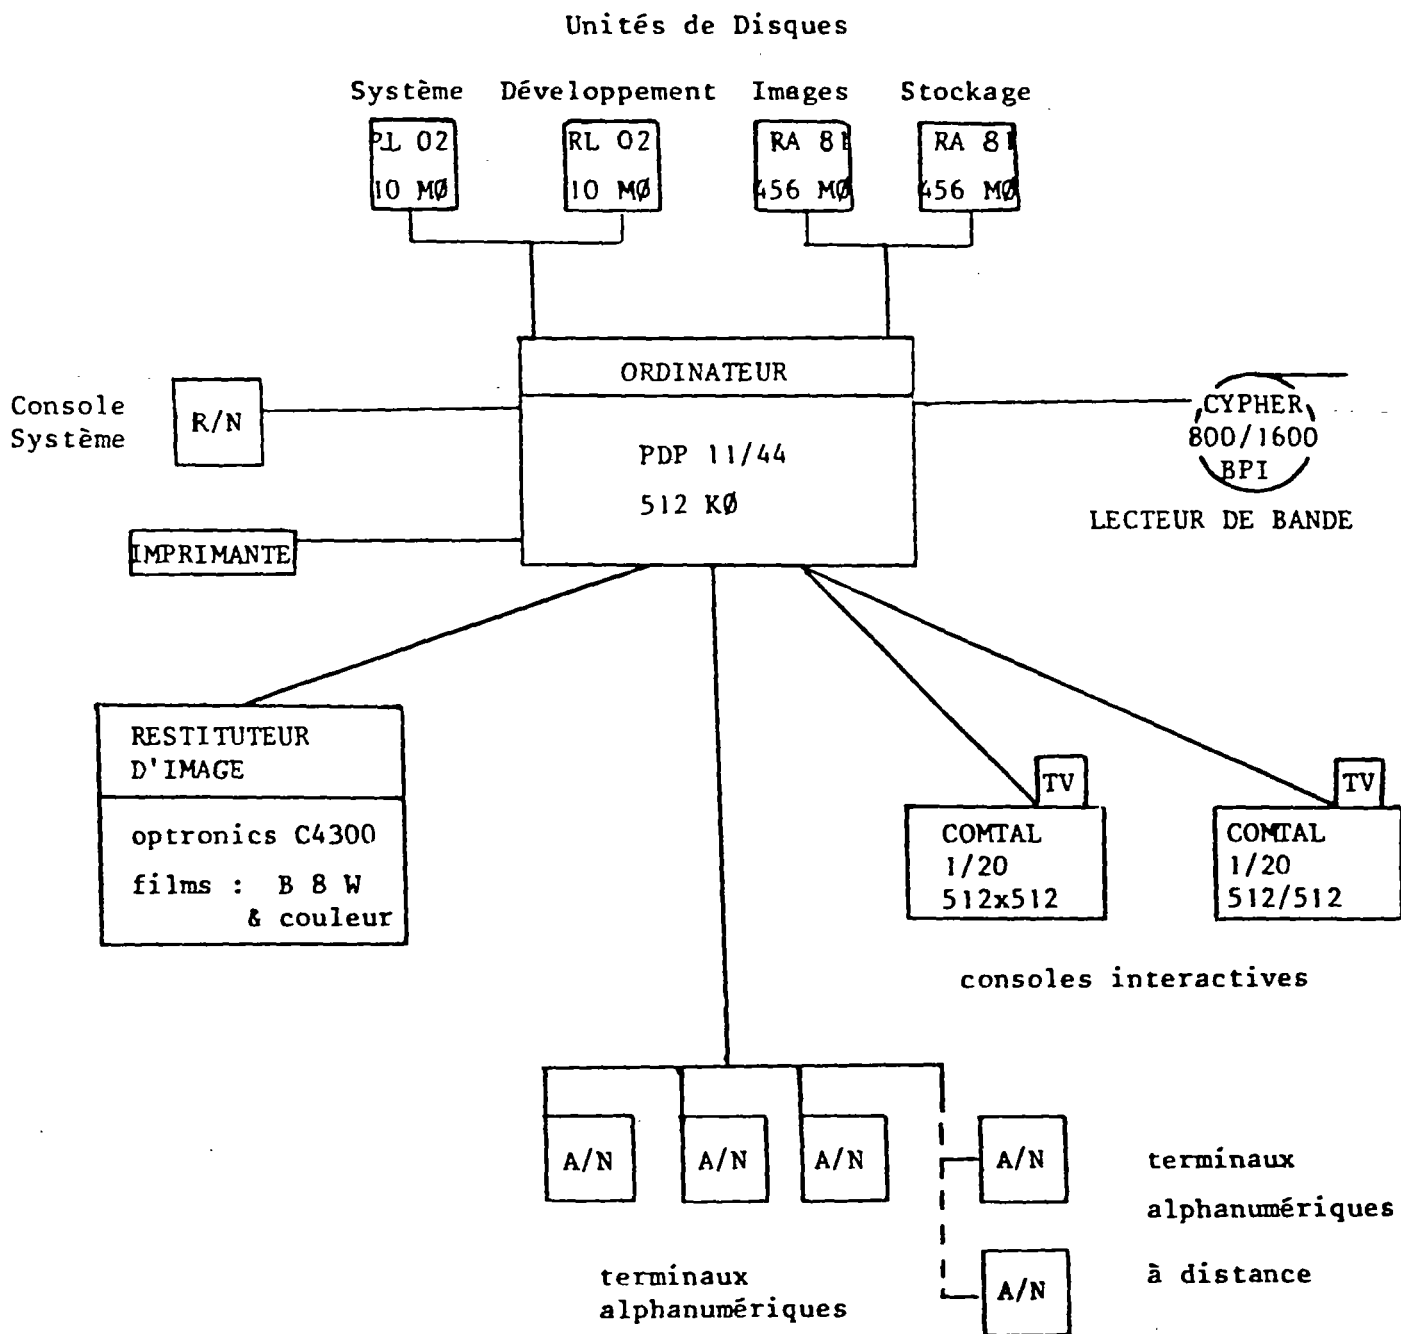 Unités de Disques
Système Développement Images Stockage
RL 02 RL 02 RA 81 RA 81
10 MØ 10 MØ 456 MØ 456 MØ
ORDINATEUR
PDP 11/44
512 KØ
Console
Système
R/N
IMPRIMANTE
CYPHER
800/1600
BPI
LECTEUR DE BANDE
RESTITUTEUR
D'IMAGE
optronics C4300
films : B 8 W
& couleur
TV
COMTAL
1/20
512x512
TV
COMTAL
1/20
512/512
consoles interactives
A/N A/N A/N A/N
A/N
terminaux
alphanumériques
terminaux
alphanumériques
à distance